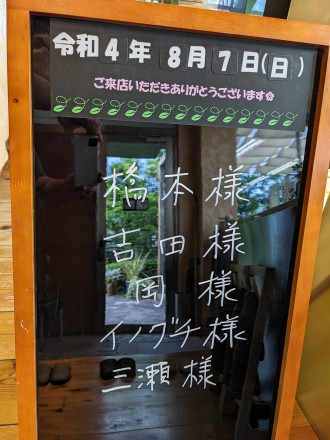 令和4年 8月7日(日)
ご来店いただきありがとうございます
橋本様
吉田様
岡様
イノグチ様
三瀬様